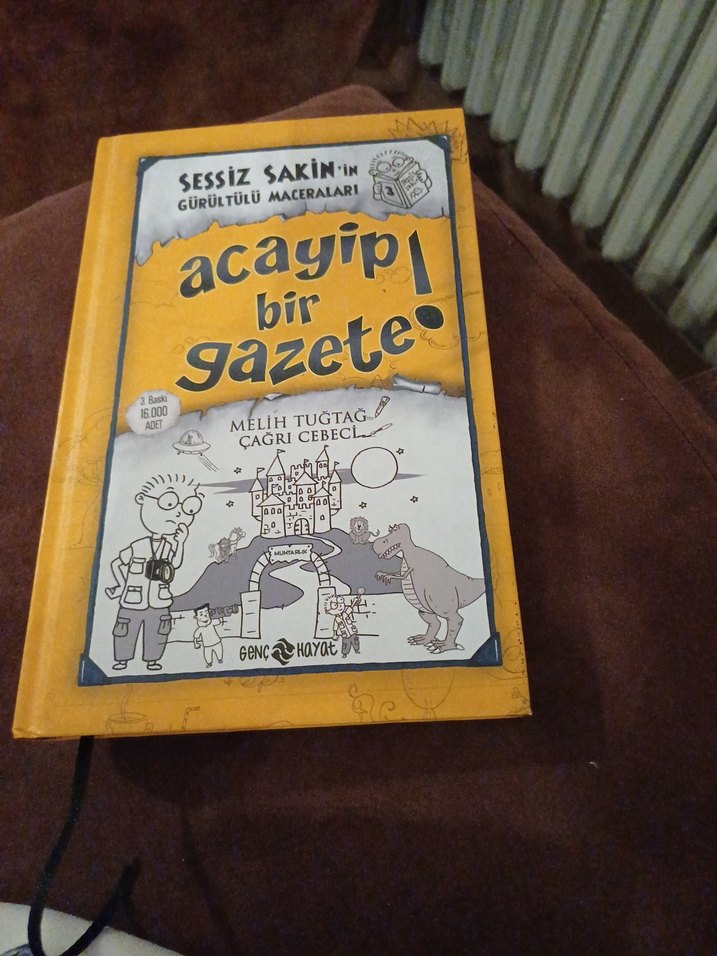 SESSİZ SAKİN'İN
GÜRÜLTÜLÜ MACERALARI
3
acayip
bir
gazete!
3. Baskı
16.000
ADET
MELİH TUĞTAĞ
ÇAĞRI CEBECİ
MUHTARLIK
GENÇ HAYAT